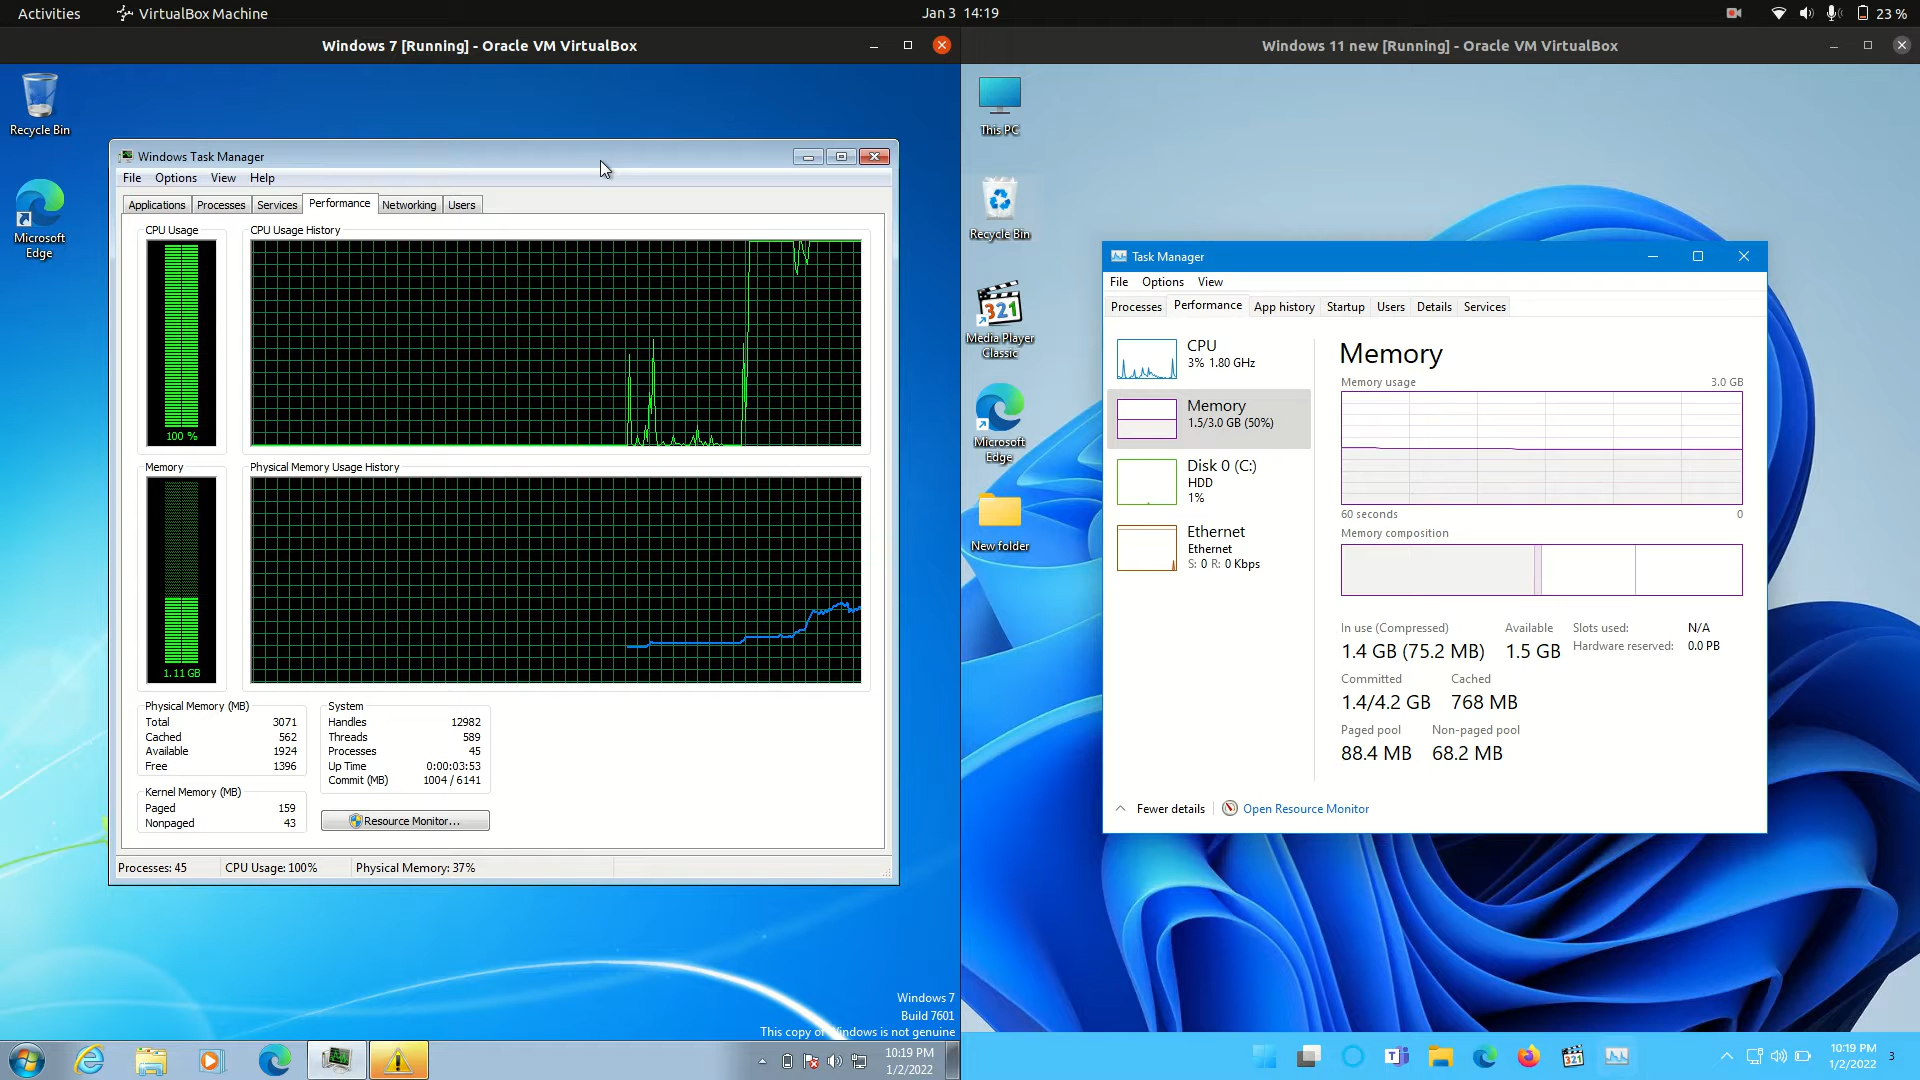 Activities
VirtualBox Machine
Jan 3 14:19
23 %
Windows 7 [Running] - Oracle VM VirtualBox
Recycle Bin
Microsoft
Edge
Windows Task Manager
File Options View Help
Applications Processes Services Performance Networking Users
CPU Usage
CPU Usage History
100 %
Memory
Physical Memory Usage History
1.11 GB
Physical Memory (MB)
Total 3071
Cached 562
Available 1924
Free 1396
Kernel Memory (MB)
Paged 159
Nonpaged 43
System
Handles 12982
Threads 589
Processes 45
Up Time 0:00:03:53
Commit (MB) 1004 / 6141
Resource Monitor...
Processes: 45 CPU Usage: 100% Physical Memory: 37%
Windows 7
Build 7601
This copy of Windows is not genuine
10:19 PM
1/2/2022
Windows 11 new [Running] - Oracle VM VirtualBox
This PC
Recycle Bin
321
Media Player
Classic
Microsoft
Edge
New folder
Task Manager
File Options View
Processes Performance App history Startup Users Details Services
CPU
3% 1.80 GHz
Memory
1.5/3.0 GB (50%)
Disk 0 (C:)
HDD
1%
Ethernet
Ethernet
S: 0 R: 0 Kbps
Memory
Memory usage 3.0 GB
60 seconds 0
Memory composition
In use (Compressed) Available Slots used: N/A
1.4 GB (75.2 MB) 1.5 GB Hardware reserved: 0.0 PB
Committed Cached
1.4/4.2 GB 768 MB
Paged pool Non-paged pool
88.4 MB 68.2 MB
Fewer details
Open Resource Monitor
T
321
10:19 PM
1/2/2022
3